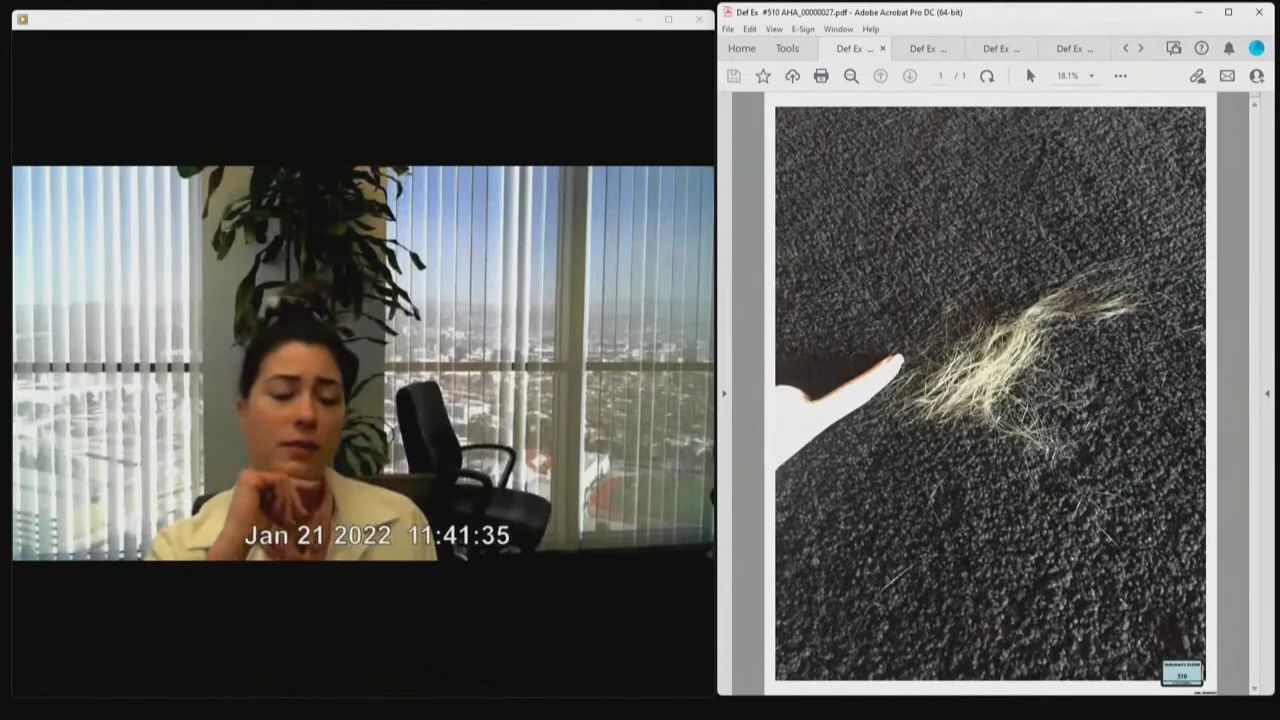 Def Ex #510 AHA_00000027.pdf - Adobe Acrobat Pro DC (64-bit)
File Edit View E-Sign Window Help
Home Tools Def Ex ... × Def Ex ... Def Ex ... Def Ex ...
1 / 1 18.1%
Jan 21 2022 11:41:35
Defendant's Exhibit
510